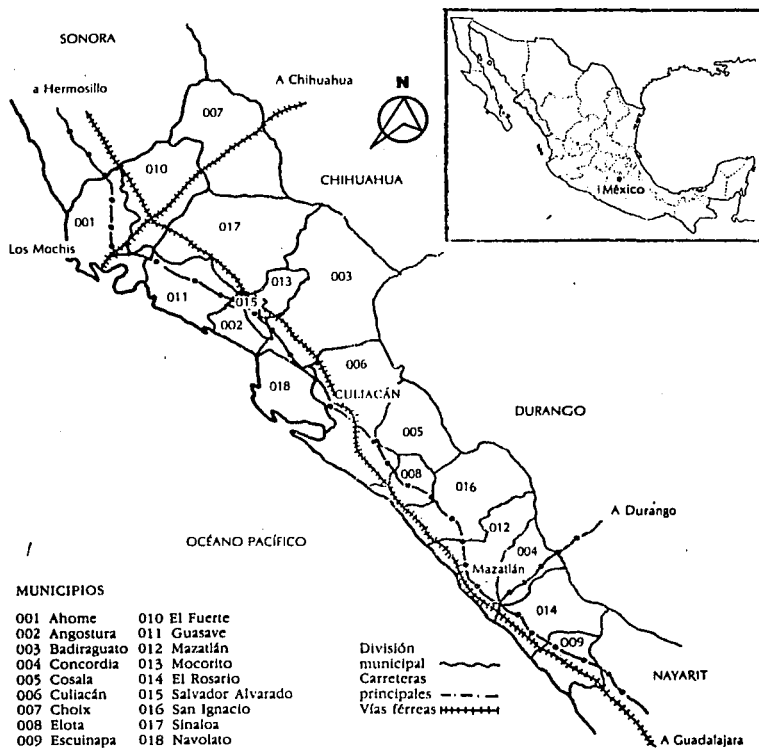 SONORA
a Hermosillo
A Chihuahua
N
007
010
CHIHUAHUA
México
001
017
Los Mochis
013
003
011
015
002
006
018
CULIACÁN
DURANGO
005
008
016
A Durango
012
OCÉANO PACÍFICO
004
Mazatlán
014
009
NAYARIT
A Guadalajara
MUNICIPIOS
001 Ahome
002 Angostura
003 Badiraguato
004 Concordia
005 Cosala
006 Culiacán
007 Choix
008 Elota
009 Escuinapa
010 El Fuerte
011 Guasave
012 Mazatlán
013 Mocorito
014 El Rosario
015 Salvador Alvarado
016 San Ignacio
017 Sinaloa
018 Navolato
División
municipal
Carreteras
principales
Vías férreas